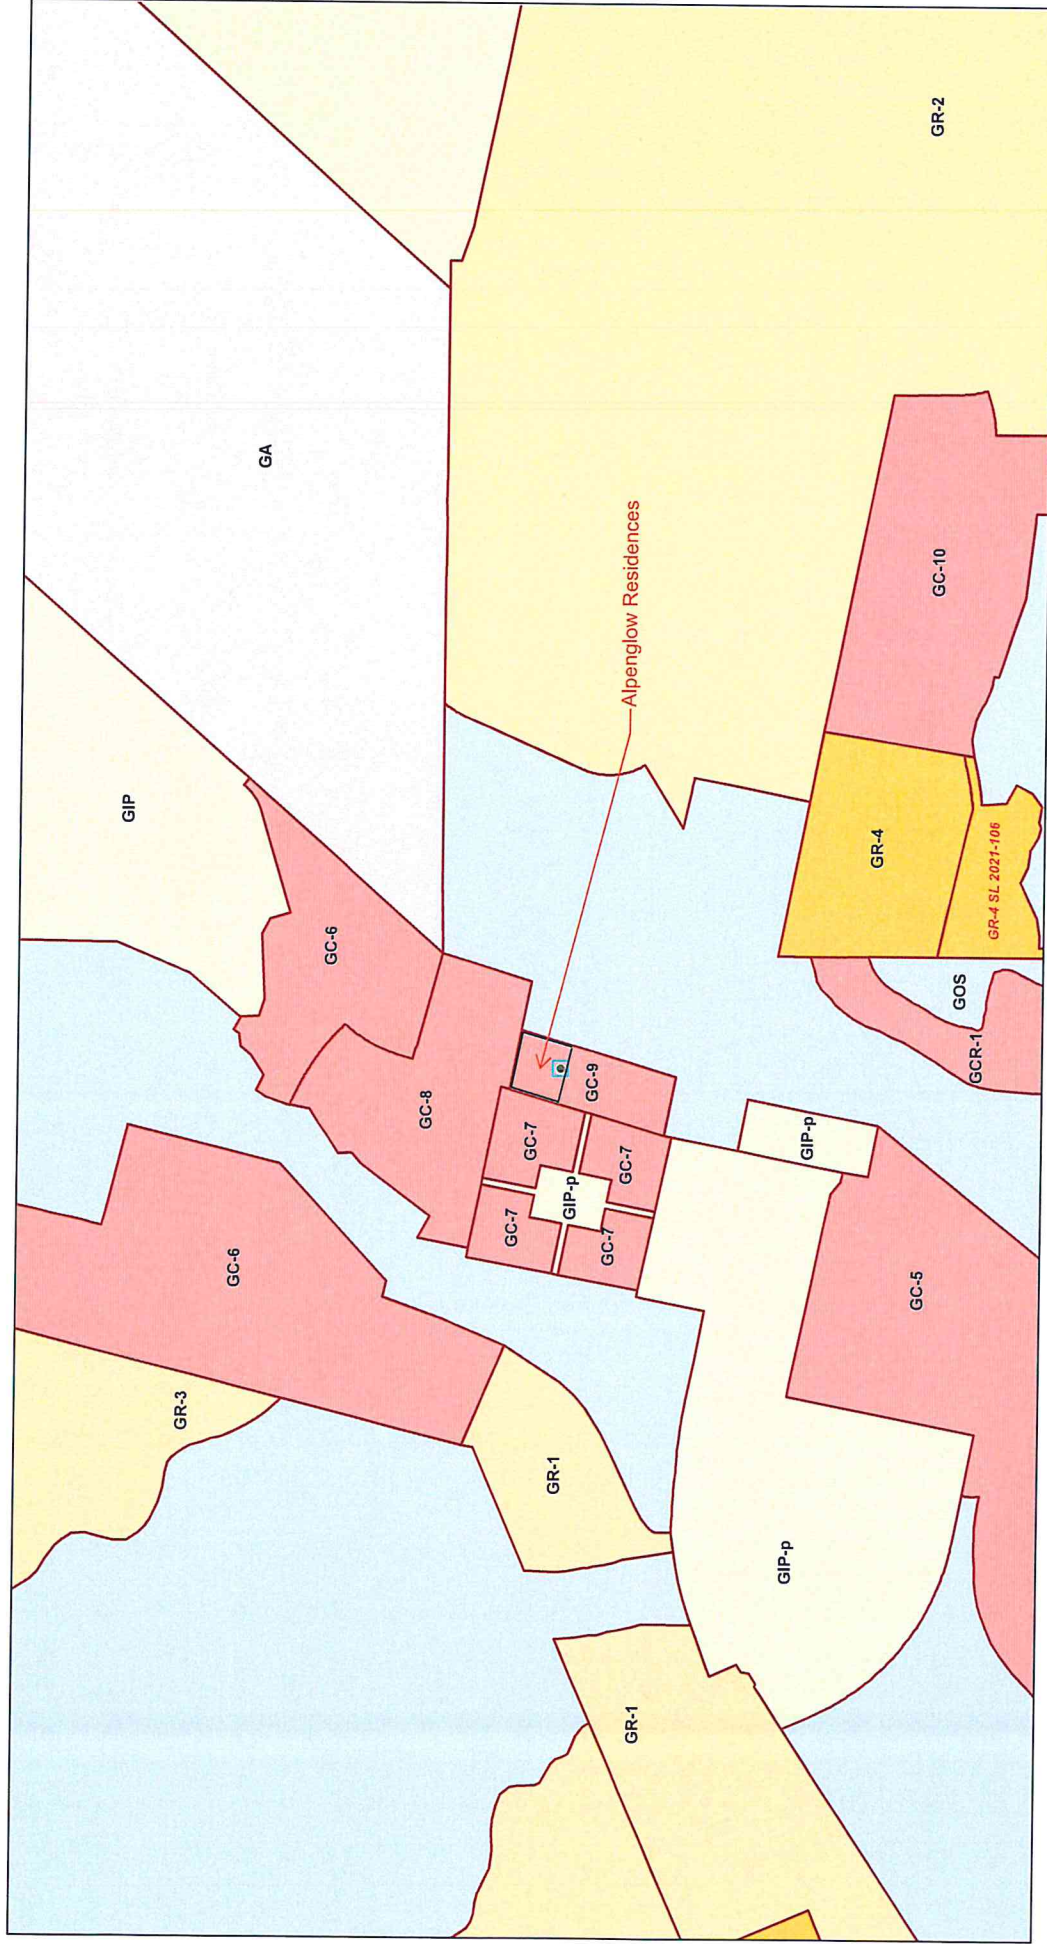 GR-2
GA
Alpenglow Residences
GC-10
GIP
GR-4
GR-4 SL 2021-106
GC-6
GOS
GCR-1
GC-9
GC-8
GC-7
GIP-p
GC-7
GIP-p
GC-7
GC-7
GC-6
GC-5
GR-3
GR-1
GIP-p
GR-1